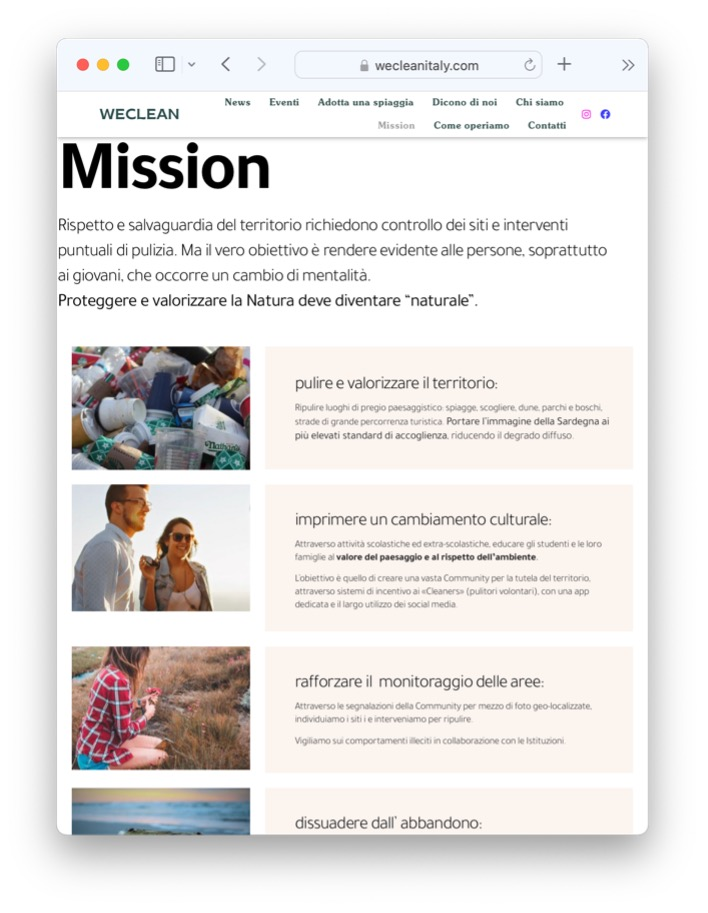 wecleanitaly.com
WECLEAN
News Eventi Adotta una spiaggia Dicono di noi Chi siamo
Mission Come operiamo Contatti
Mission
Rispetto e salvaguardia del territorio richiedono controllo dei siti e interventi
puntuali di pulizia. Ma il vero obiettivo è rendere evidente alle persone, soprattutto
ai giovani, che occorre un cambio di mentalità.
Proteggere e valorizzare la Natura deve diventare “naturale”.
pulire e valorizzare il territorio:
Ripulire luoghi di pregio paesaggistico: spiagge, scogliere, dune, parchi e boschi,
strade di grande percorrenza turistica. Portare l'immagine della Sardegna ai
più elevati standard di accoglienza, riducendo il degrado diffuso.
Nathan's
imprimere un cambiamento culturale:
Attraverso attività scolastiche ed extra-scolastiche, educare gli studenti e le loro
famiglie al valore del paesaggio e al rispetto dell'ambiente.
L'obiettivo è quello di creare una vasta Community per la tutela del territorio,
attraverso sistemi di incentivo ai «Cleaners» (pulitori volontari), con una app
dedicata e il largo utilizzo dei social media.
rafforzare il monitoraggio delle aree:
Attraverso le segnalazioni della Community per mezzo di foto geo-localizzate,
individuiamo i siti i e interveniamo per ripulire.
Vigiliamo sui comportamenti illeciti in collaborazione con le Istituzioni.
dissuadere dall' abbandono: